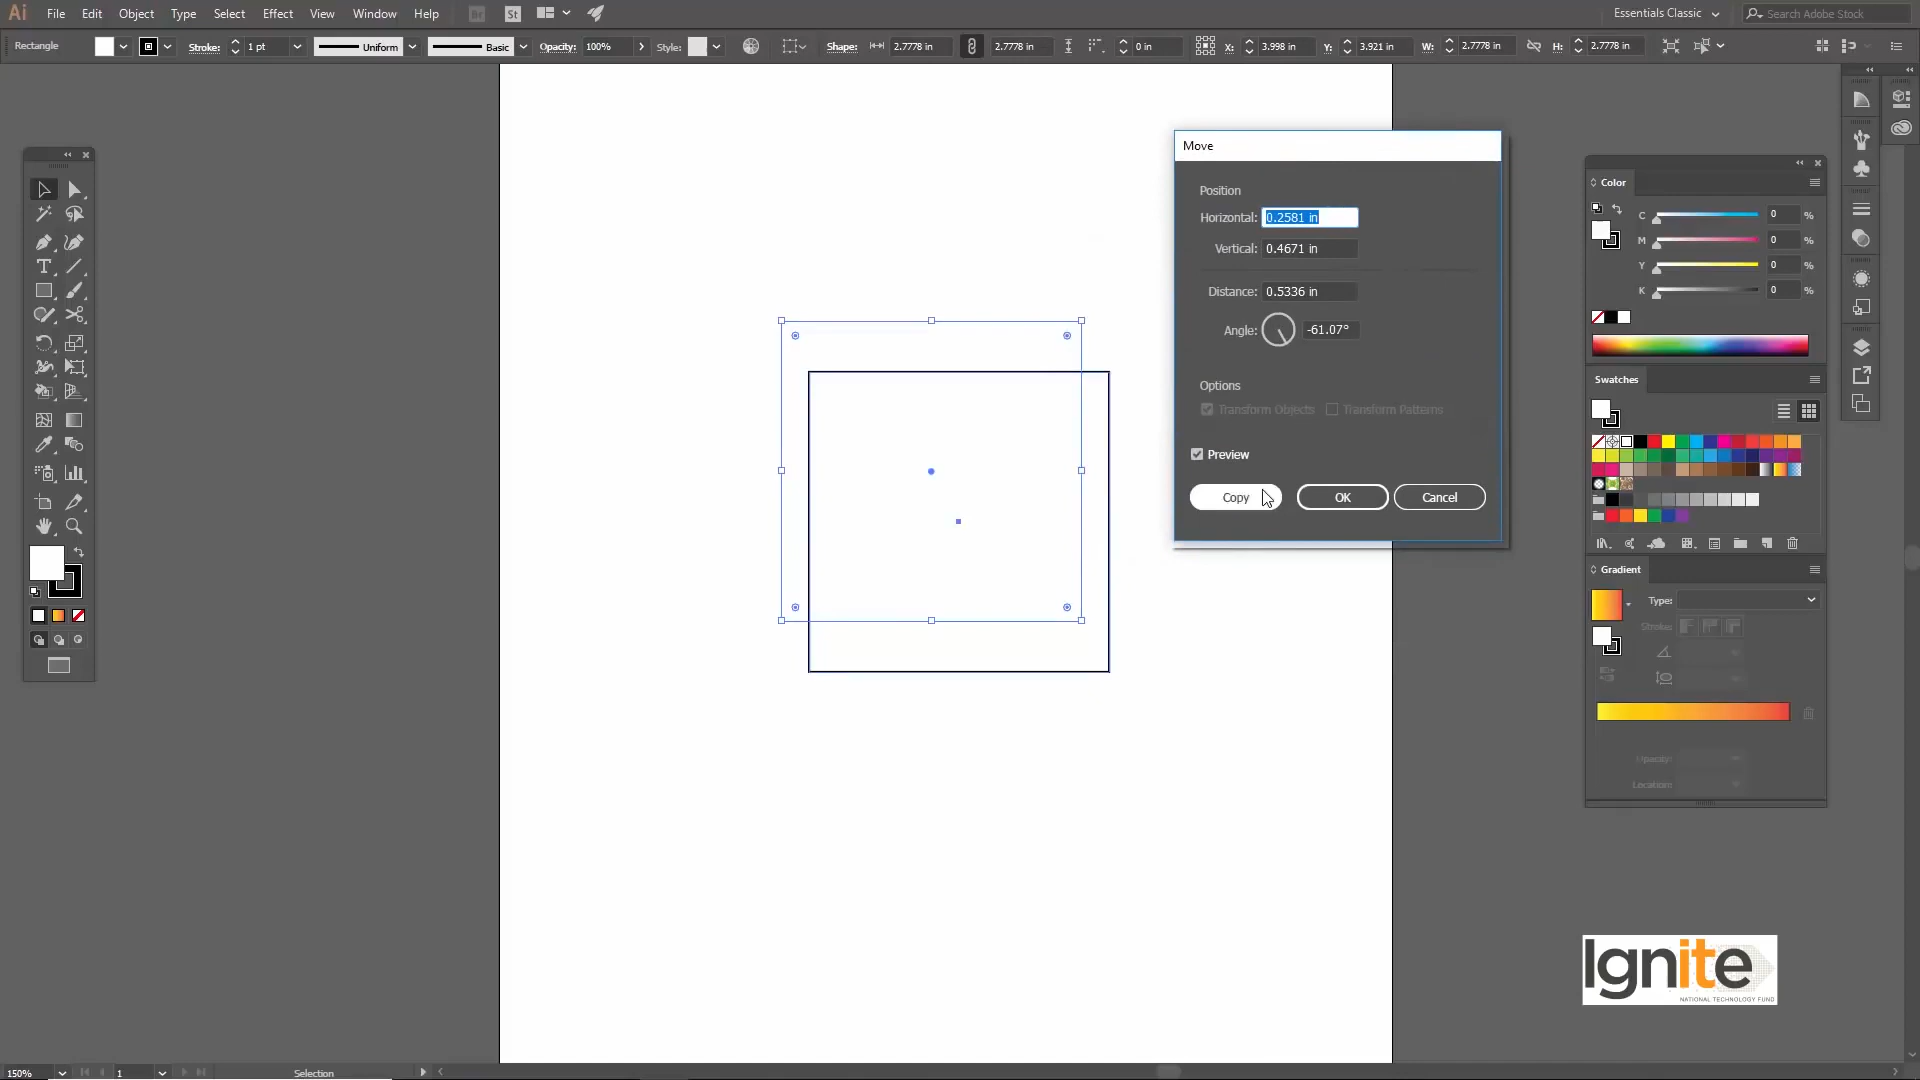 Ai File Edit Object Type Select Effect View Window Help Br St Essentials Classic Search Adobe Stock
Rectangle Stroke: 1 pt Uniform Basic Opacity: 100% Style: Shape: 2.7778 in 2.7778 in 0 in X: 3.998 in Y: 3.921 in W: 2.7778 in H: 2.7778 in
Move
Position
Horizontal: 0.2581 in
Vertical: 0.4671 in
Distance: 0.5336 in
Angle: -61.07°
Options
Transform Objects Transform Patterns
Preview
Copy OK Cancel
Color
C 0 %
M 0 %
Y 0 %
K 0 %
Swatches
Gradient
Type:
Stroke:
Opacity:
Location:
Ignite
NATIONAL TECHNOLOGY FUND
150% 1 Selection